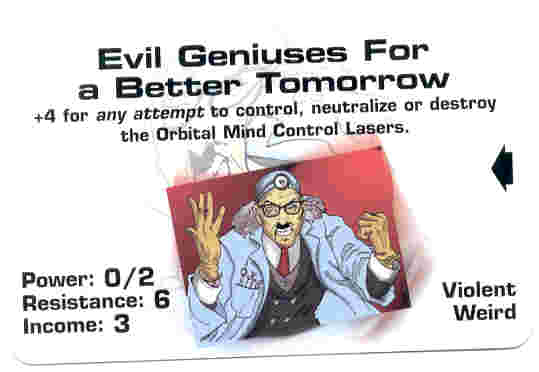 Evil Geniuses For
a Better Tomorrow
+4 for any attempt to control, neutralize or destroy
the Orbital Mind Control Lasers.
Power: 0/2
Resistance: 6
Income: 3
Violent
Weird